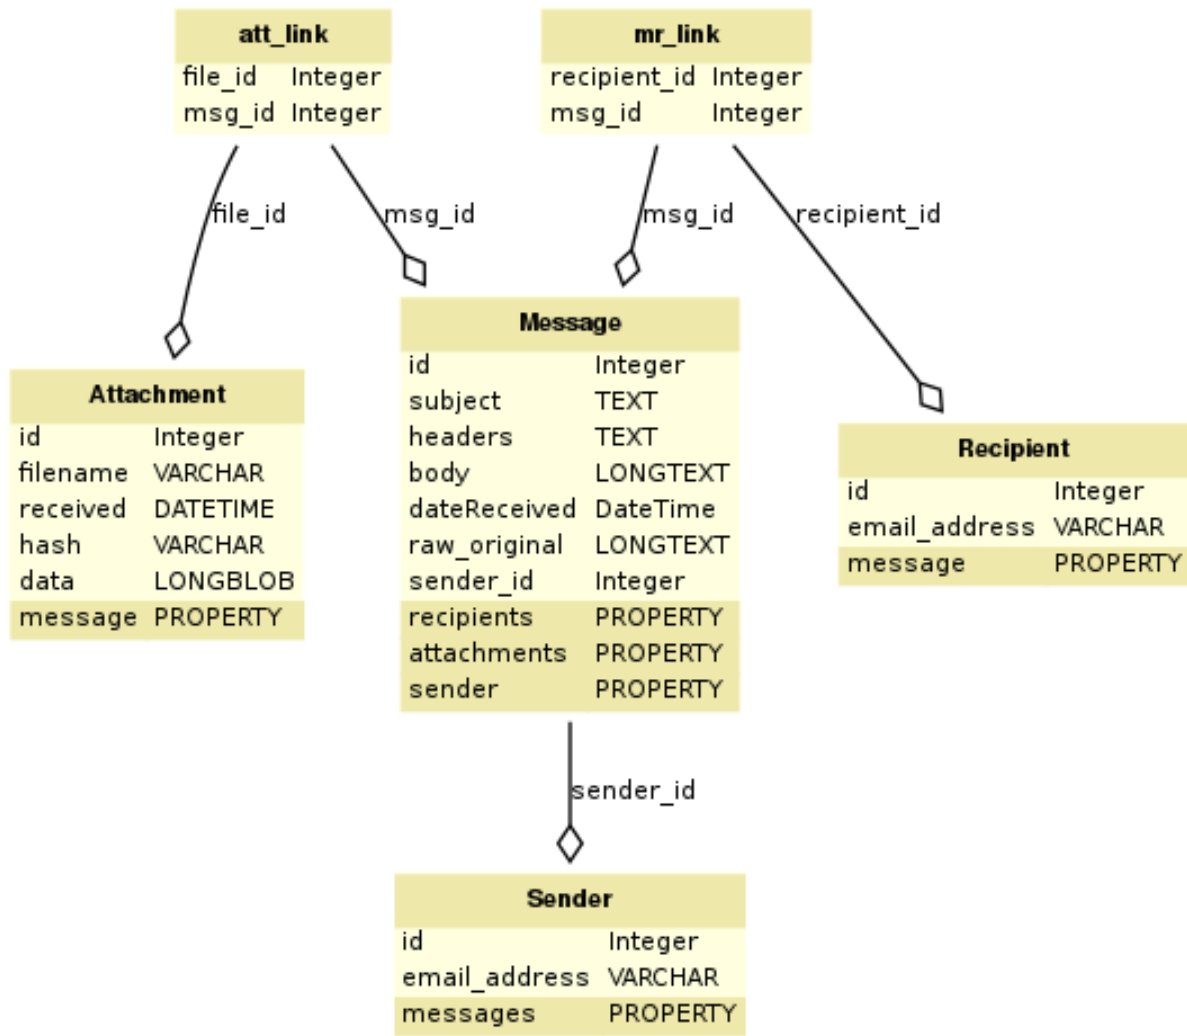 att_link
file_id Integer
msg_id Integer
mr_link
recipient_id Integer
msg_id Integer
file_id
msg_id
msg_id
recipient_id
Attachment
id Integer
filename VARCHAR
received DATETIME
hash VARCHAR
data LONGBLOB
message PROPERTY
Message
id Integer
subject TEXT
headers TEXT
body LONGTEXT
dateReceived DateTime
raw_original LONGTEXT
sender_id Integer
recipients PROPERTY
attachments PROPERTY
sender PROPERTY
Recipient
id Integer
email_address VARCHAR
message PROPERTY
sender_id
Sender
id Integer
email_address VARCHAR
messages PROPERTY